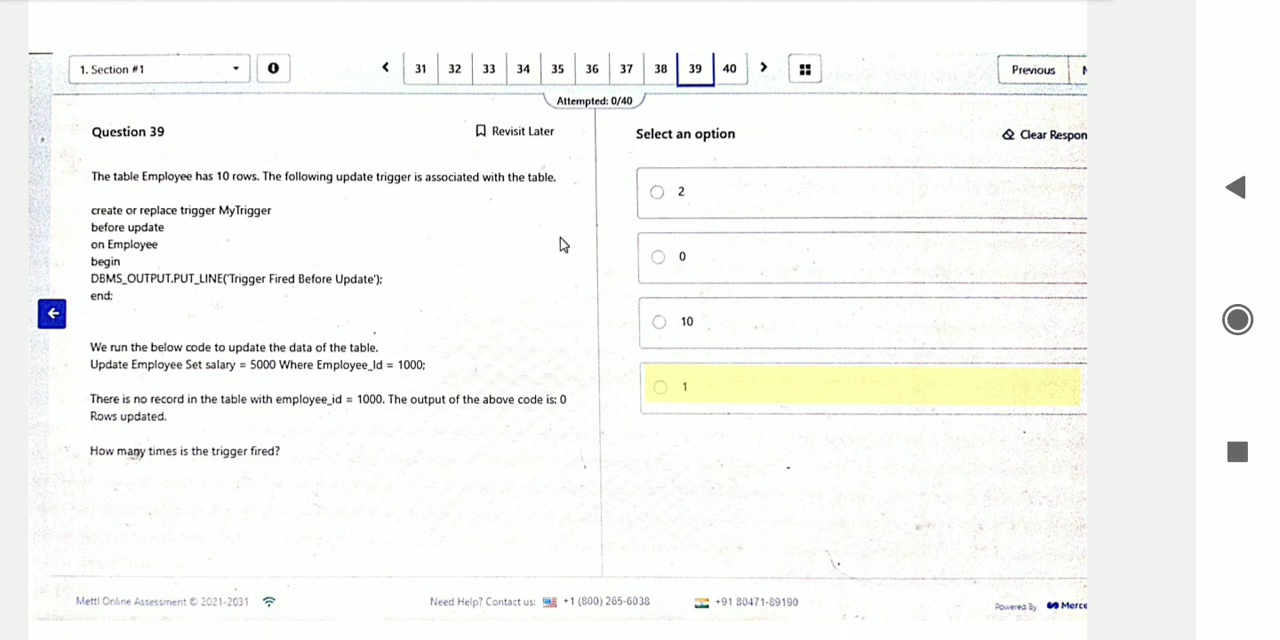 1. Section #1
31 32 33 34 35 36 37 38 39 40
Previous
Attempted: 0/40
Question 39
Revisit Later
Select an option
Clear Respon
The table Employee has 10 rows. The following update trigger is associated with the table.
create or replace trigger MyTrigger
before update
on Employee
begin
DBMS_OUTPUT.PUT_LINE('Trigger Fired Before Update');
end;
We run the below code to update the data of the table.
Update Employee Set salary = 5000 Where Employee_Id = 1000;
There is no record in the table with employee_id = 1000. The output of the above code is: 0
Rows updated.
How many times is the trigger fired?
2
0
10
1
Mettl Online Assessment © 2021-2031
Need Help? Contact us: +1 (800) 265-6038
+91 80471-89190
Powered By
Merce